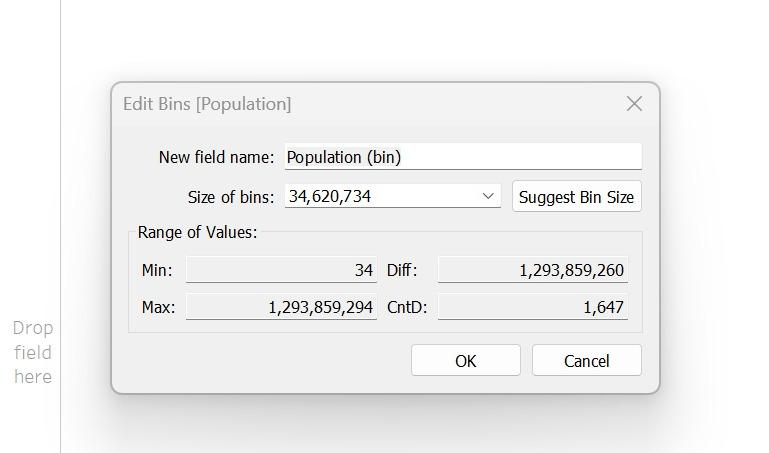 Edit Bins [Population]
New field name: Population (bin)
Size of bins: 34,620,734 Suggest Bin Size
Range of Values:
Min: 34 Diff: 1,293,859,260
Max: 1,293,859,294 CntD: 1,647
OK Cancel
Drop
field
here